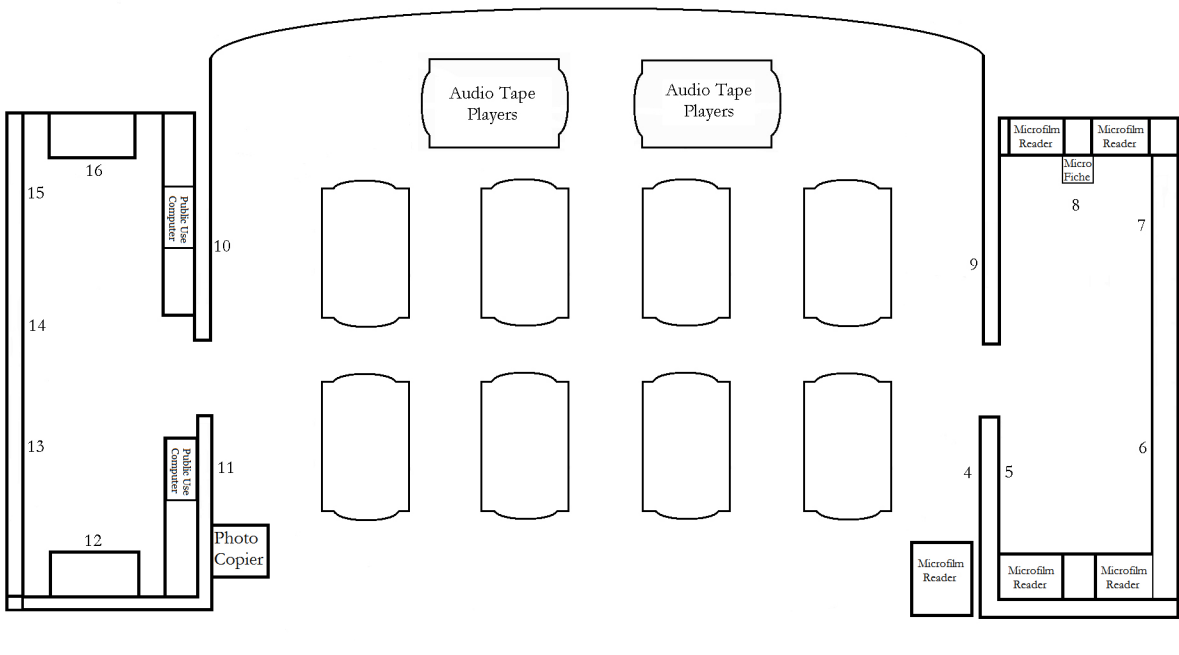 Audio Tape
Players
Audio Tape
Players
Microfilm
Reader
Microfilm
Reader
Micro
Fiche
16
15
8
7
Public Use
Computer
10
9
14
13
Public Use
Computer
11
4
5
6
12
Photo
Copier
Microfilm
Reader
Microfilm
Reader
Microfilm
Reader